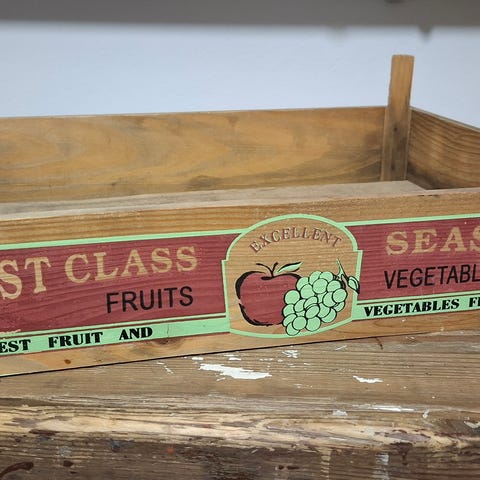 ST CLASS
FRUITS
EST FRUIT AND
EXCELLENT
SEAS
VEGETABL
VEGETABLES F